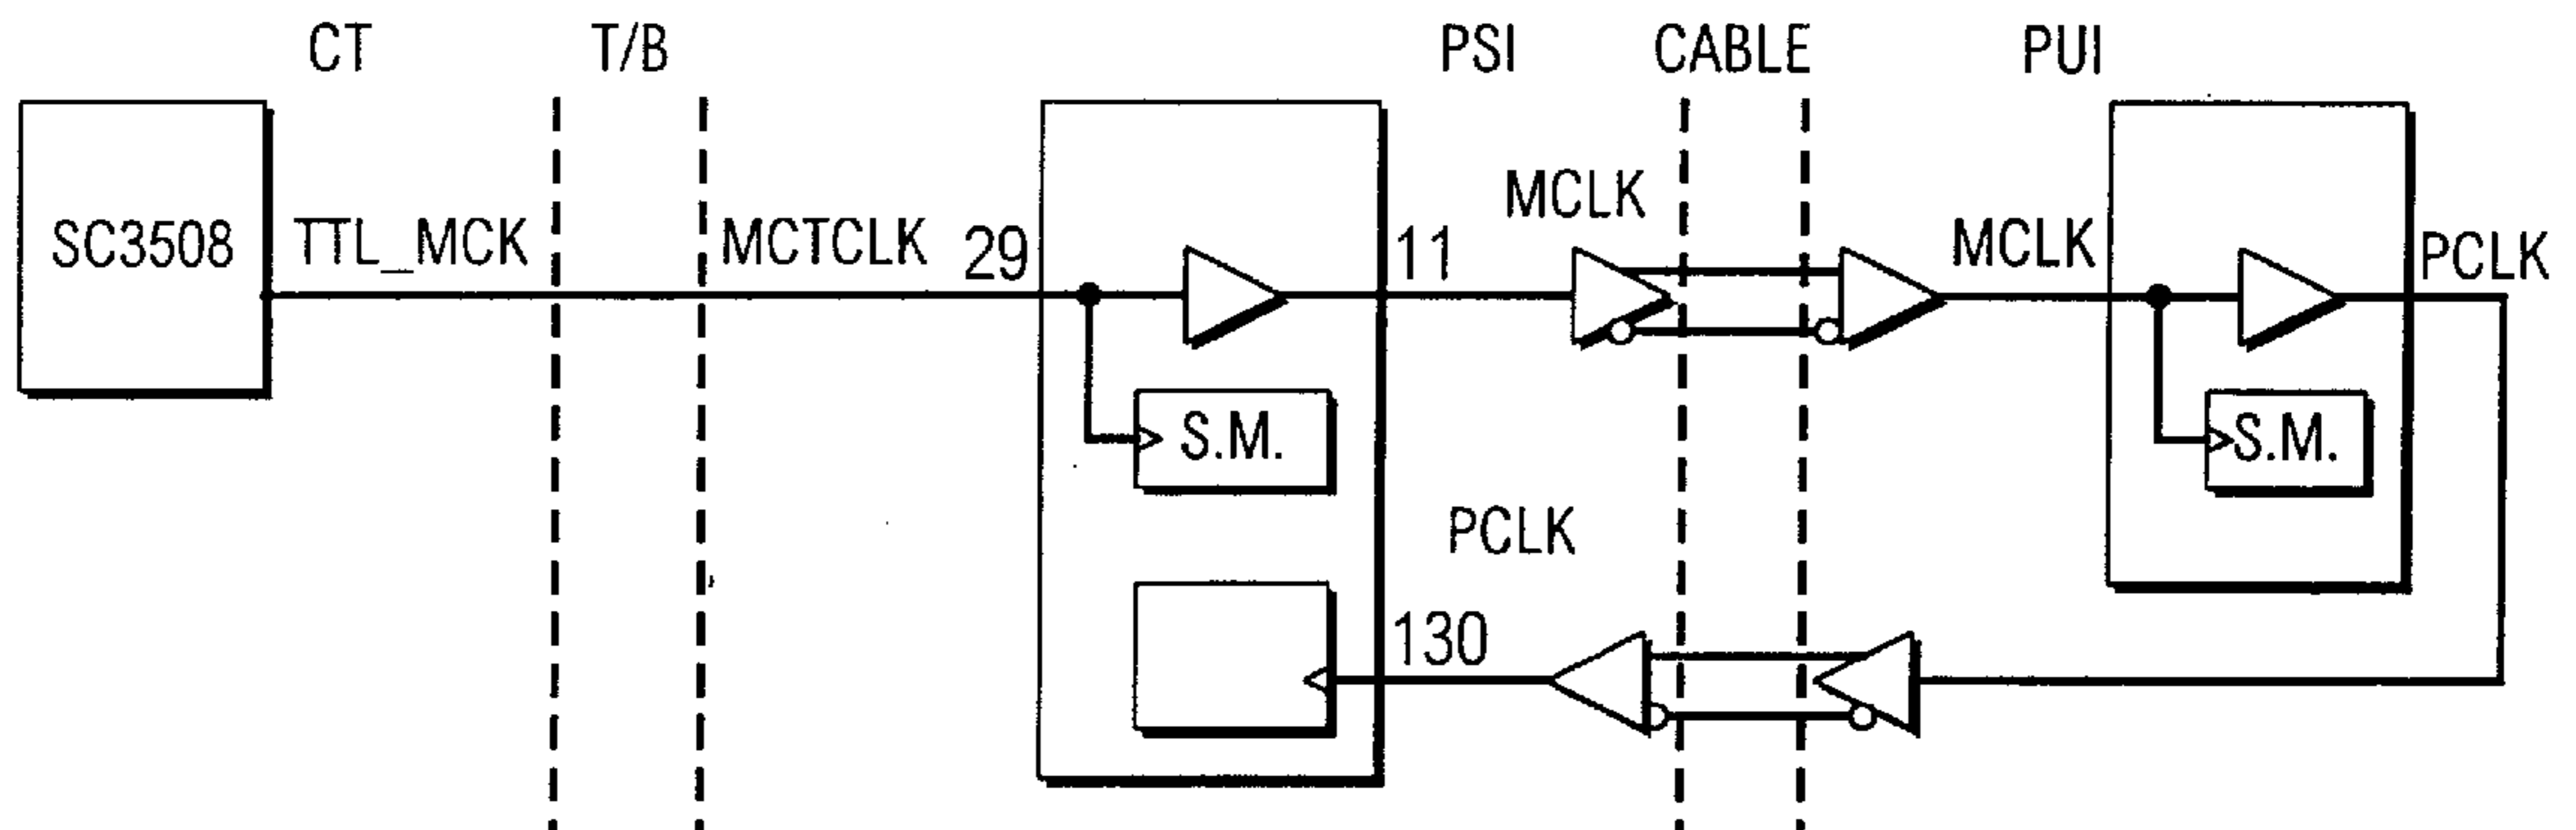 CT T/B PSI CABLE PUI
MCLK
SC3508 TTL_MCK MCTCLK 29 11 MCLK PCLK
S.M. S.M.
PCLK
130